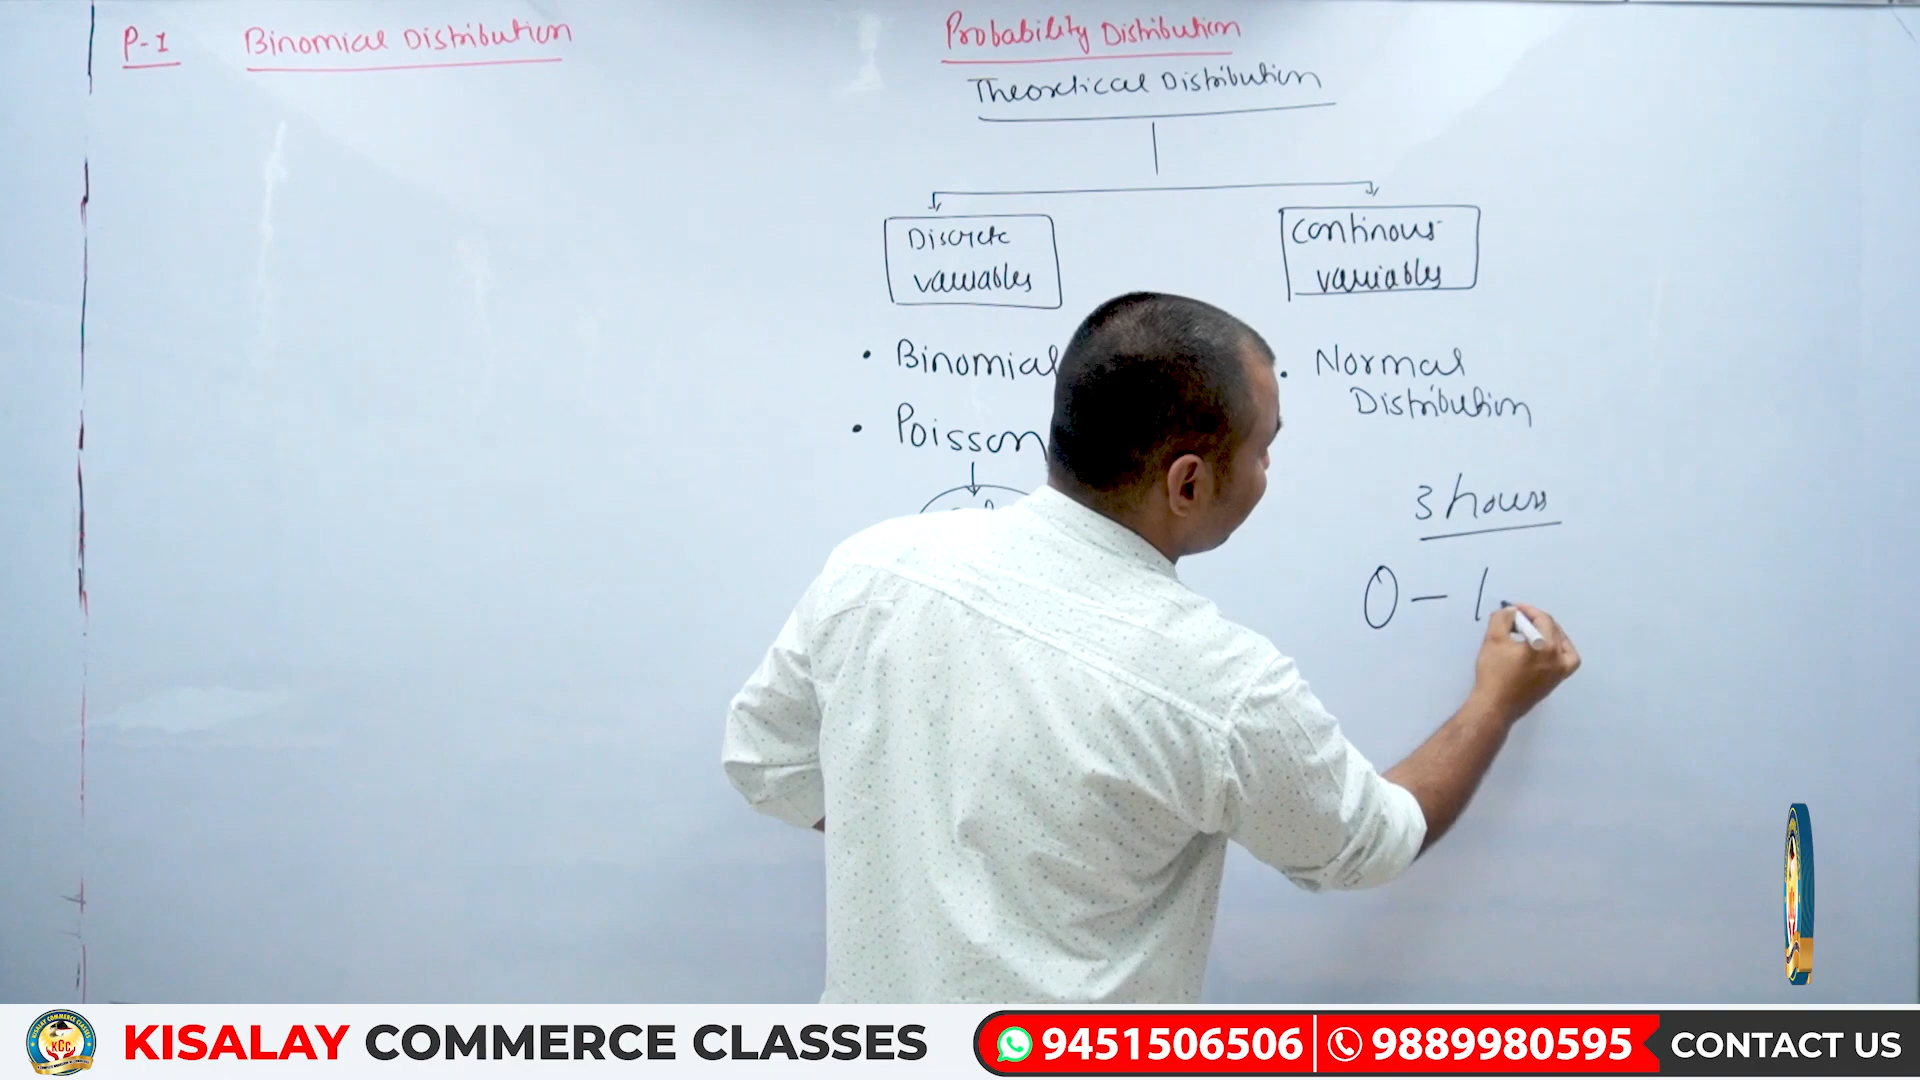 P-1 Binomial Distribution
Probability Distribution
Theoretical Distribution
Discrete
variables
Continous
variables
• Binomial
• Poisson
• Normal
Distribution
3 hours
0 – 1
KCC
KISALAY COMMERCE CLASSES
9451506506
9889980595
CONTACT US